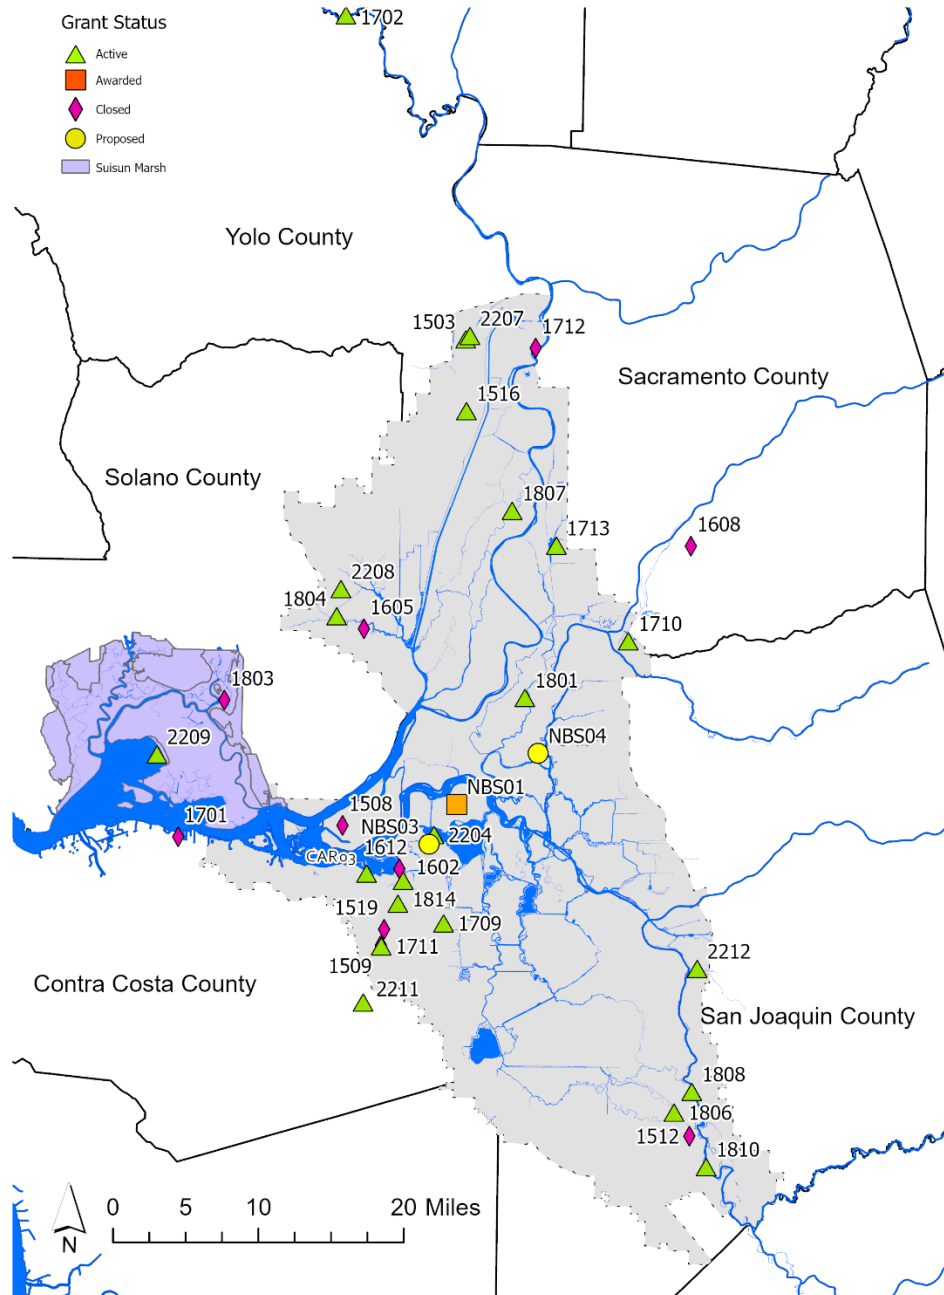 Grant Status
Active
Awarded
Closed
Proposed
Suisun Marsh
1702
Yolo County
1503
2207
1712
Sacramento County
1516
Solano County
1807
1713
1608
2208
1804
1605
1710
1803
1801
2209
NBS04
NBS01
1701
1508
NBS03
2204
1612
CARo3
1602
1519
1814
1709
1711
1509
2212
Contra Costa County
2211
San Joaquin County
1808
1806
1512
1810
0 5 10 20 Miles
N